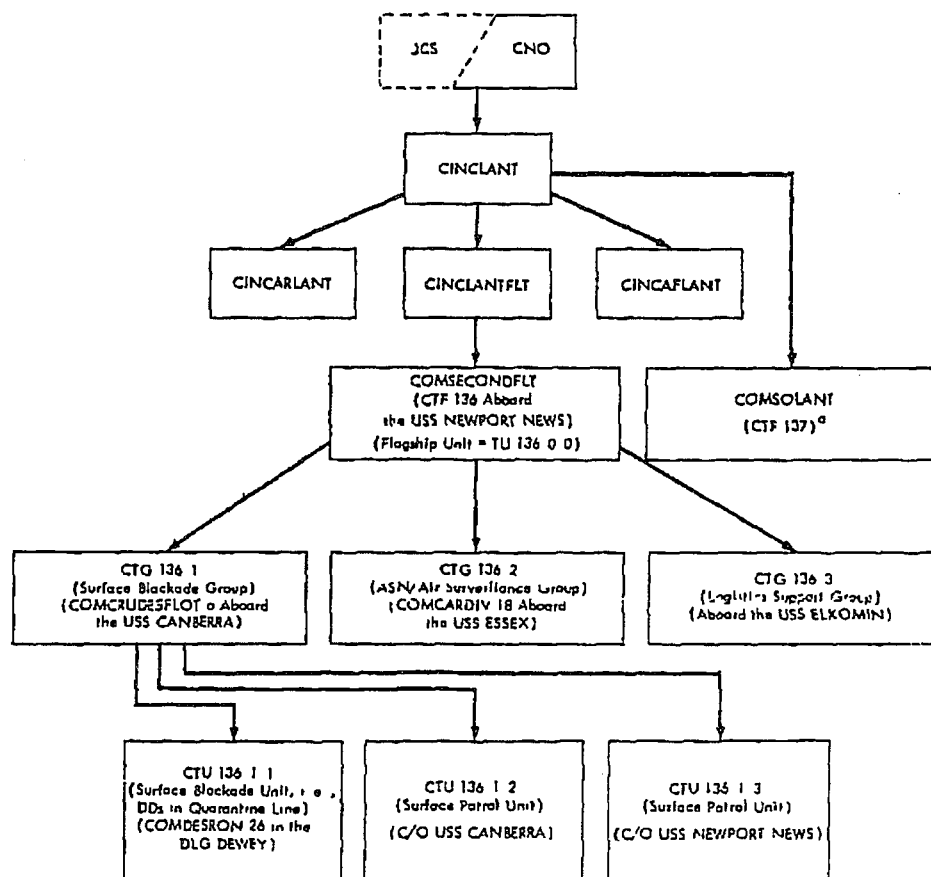 JCS
CNO
CINCLANT
CINCARLANT
CINCLANTFLT
CINCAFLANT
COMSECONDFLT
(CTF 136 Aboard
the USS NEWPORT NEWS)
(Flagship Unit = TU 136 0 0)
COMSOLANT
(CTF 137)a
CTG 136 1
(Surface Blockade Group)
(COMCRUDESFLOT Aboard
the USS CANBERRA)
CTG 136 2
(ASN/Air Surveillance Group)
(COMCARDIV 18 Aboard
the USS ESSEX)
CTG 136 3
(Logistics Support Group)
(Aboard the USS ELKOMIN)
CTU 136 1 1
(Surface Blockade Unit, i e ,
DDs in Quarantine Line)
(COMDESRON 26 in the
DLG DEWEY)
CTU 136 1 2
(Surface Patrol Unit)
(C/O USS CANBERRA)
CTU 136 1 3
(Surface Patrol Unit)
(C/O USS NEWPORT NEWS)